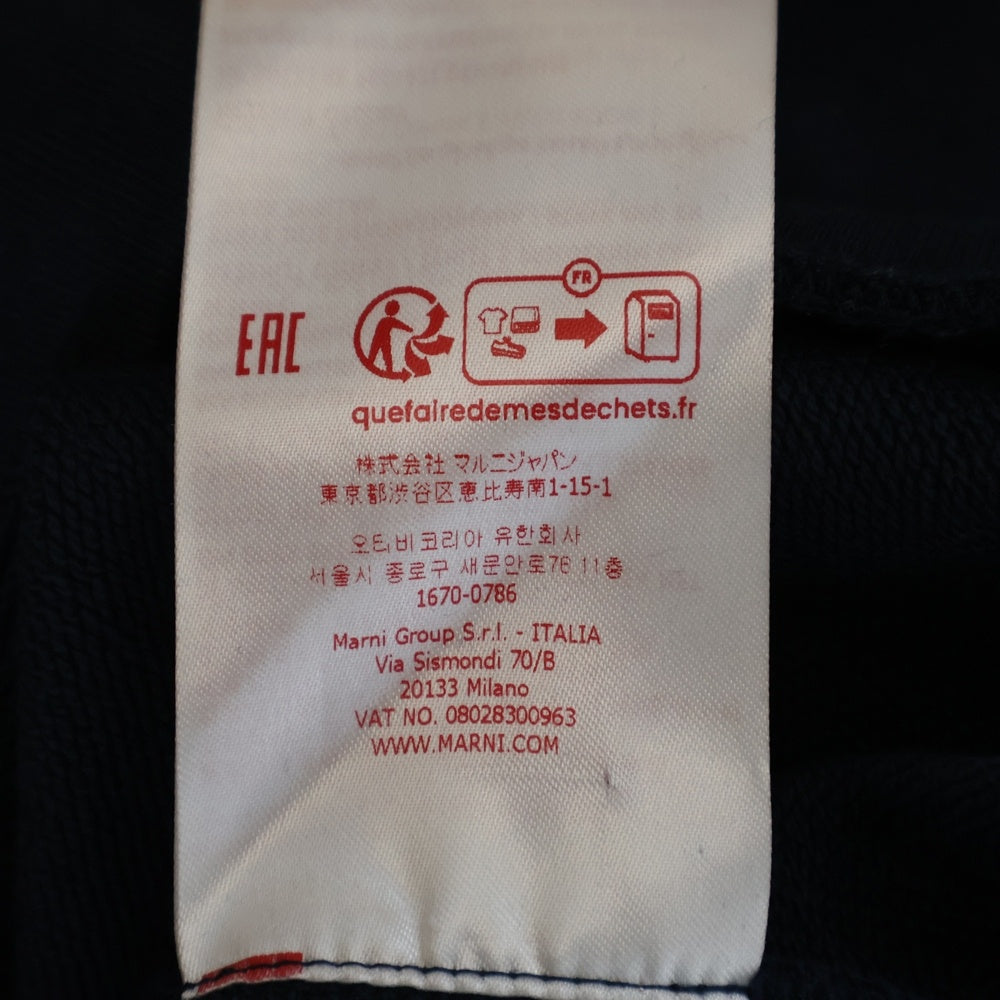 FR
EAC
quefairedemesdechets.fr
株式会社 マルニジャパン
東京都渋谷区恵比寿南1-15-1
오티비코리아 유한회사
서울시 종로구 새문안로76 11층
1670-0786
Marni Group S.r.l. - ITALIA
Via Sismondi 70/B
20133 Milano
VAT NO. 08028300963
WWW.MARNI.COM